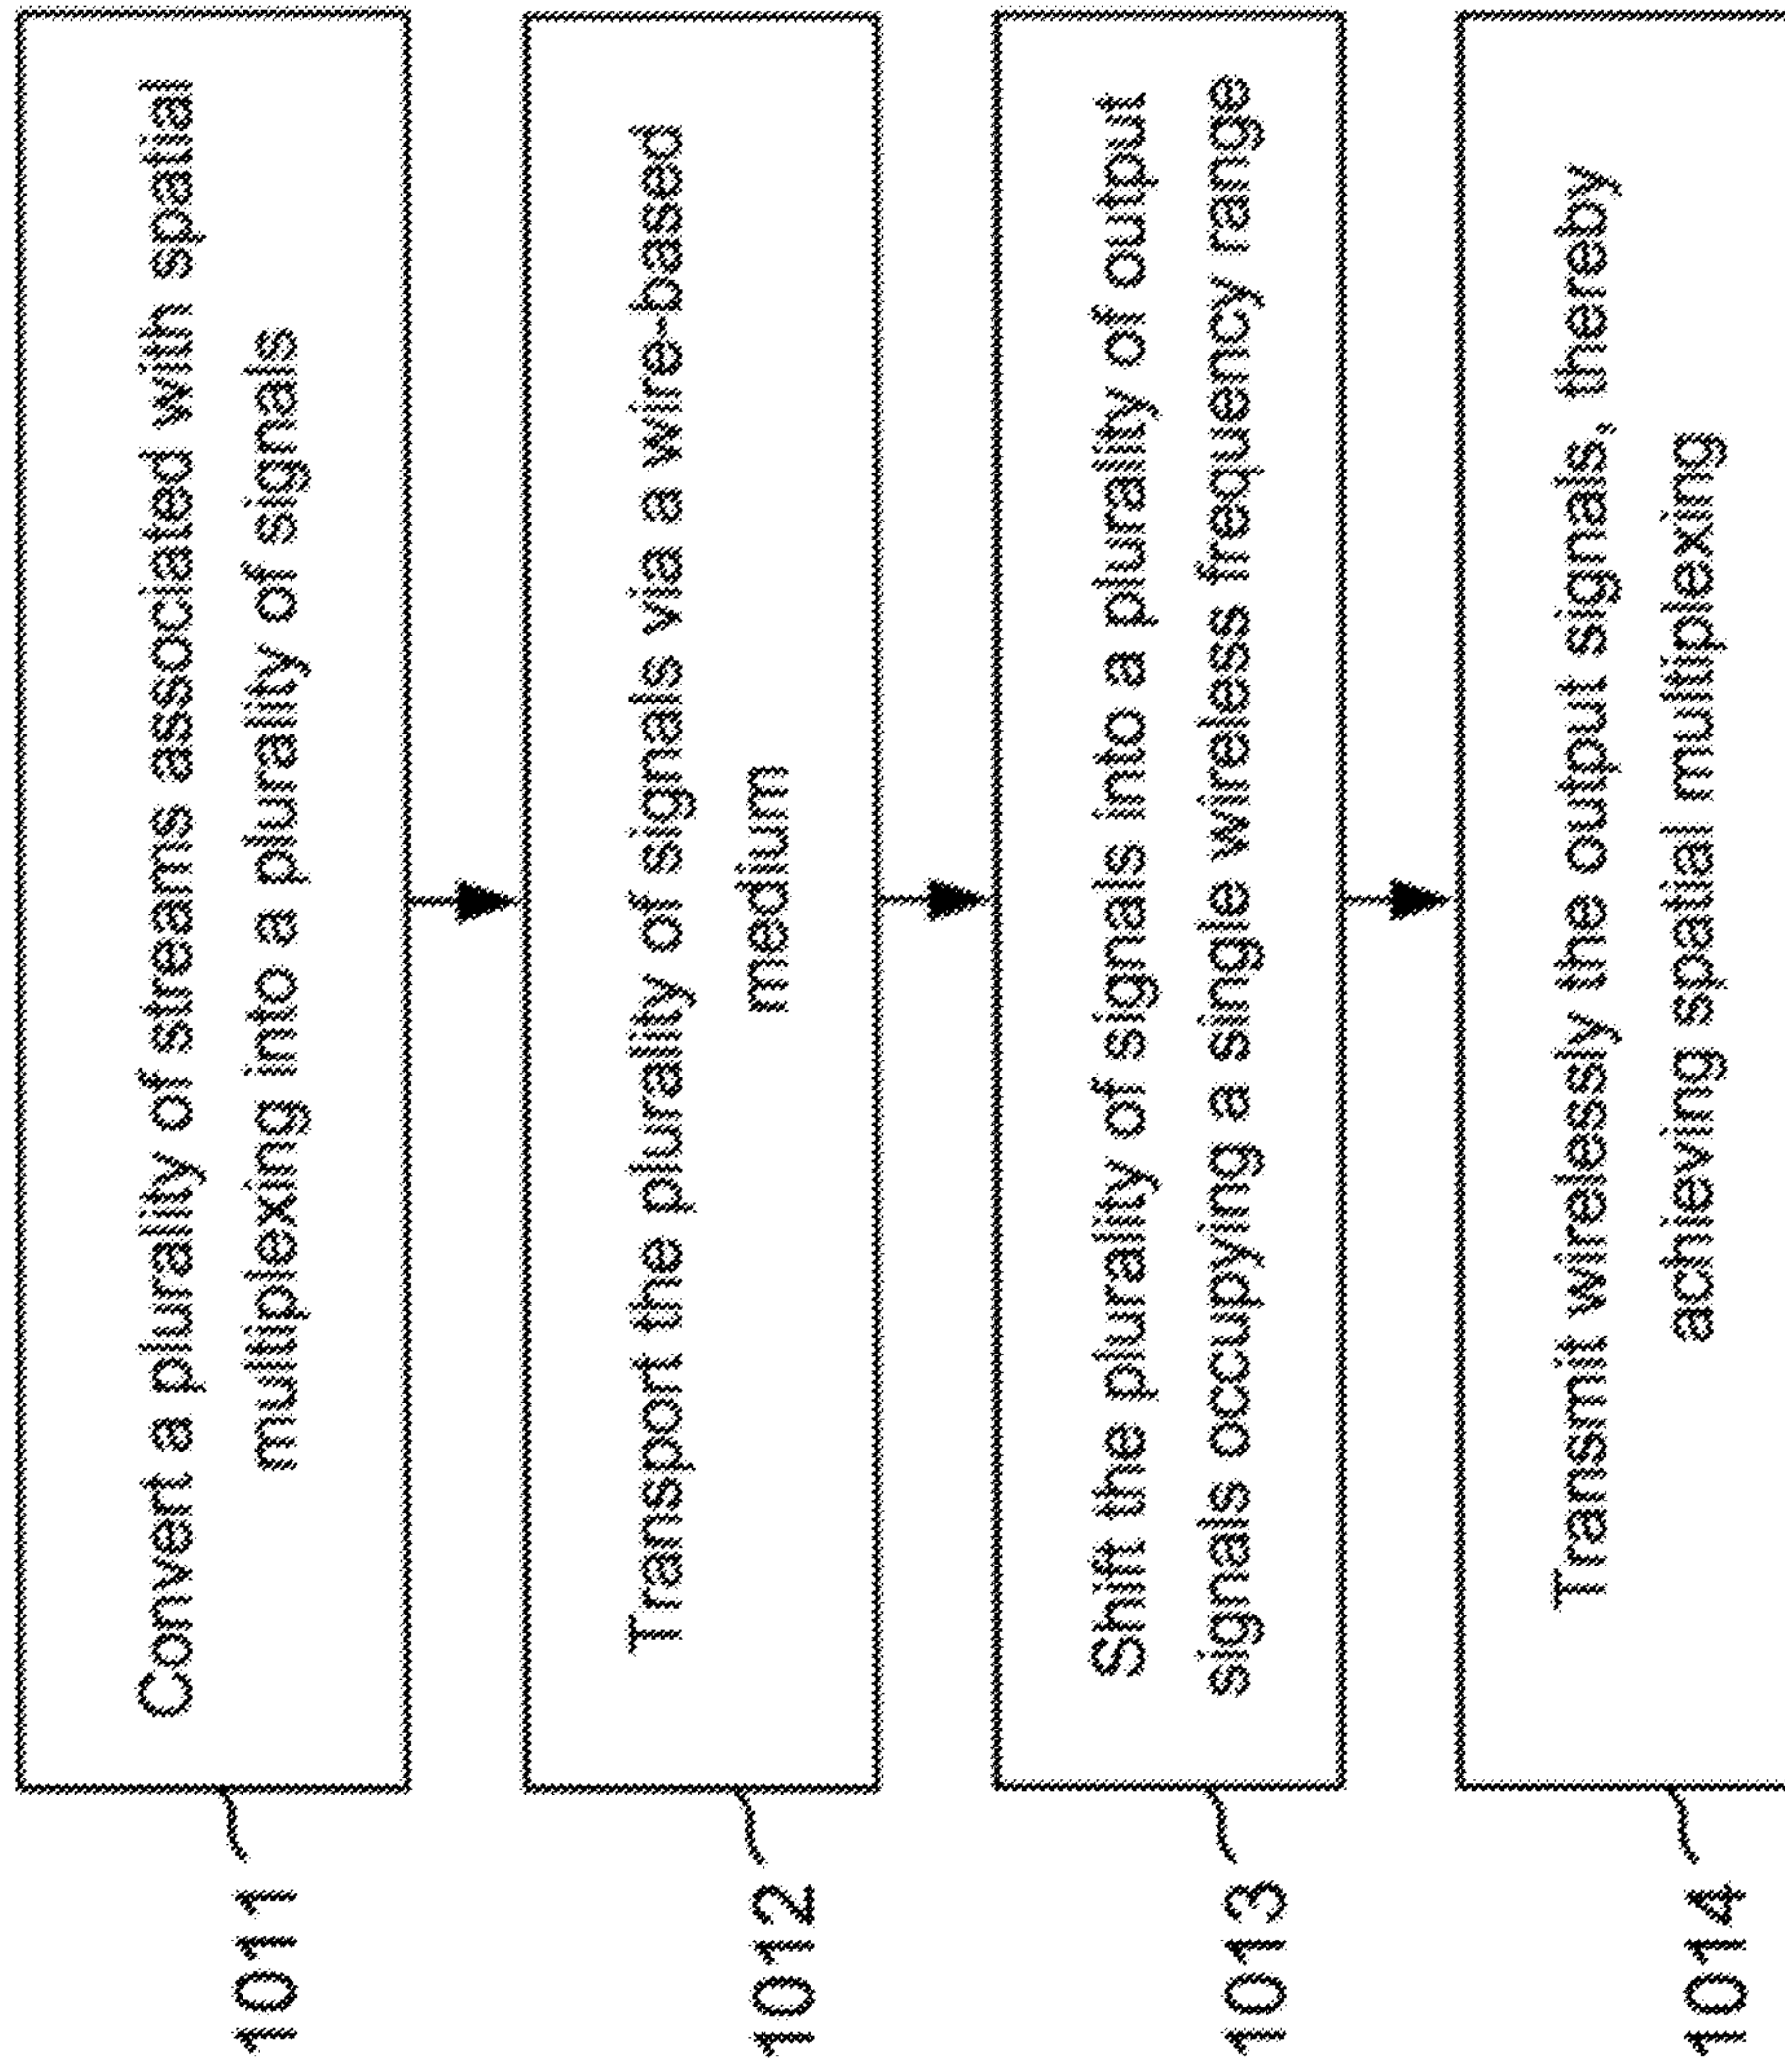 1011
Convert a plurality of streams associated with spatial
multiplexing into a plurality of signals
1012
Transport the plurality of signals via a wire-based
medium
1013
Shift the plurality of signals into a plurality of output
signals occupying a single wireless frequency range
1014
Transmit wirelessly the output signals, thereby
achieving spatial multiplexing